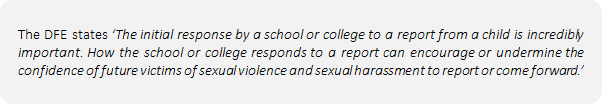 The DFE states ‘The initial response by a school or college to a report from a child is incredibly
important. How the school or college responds to a report can encourage or undermine the
confidence of future victims of sexual violence and sexual harassment to report or come forward.’